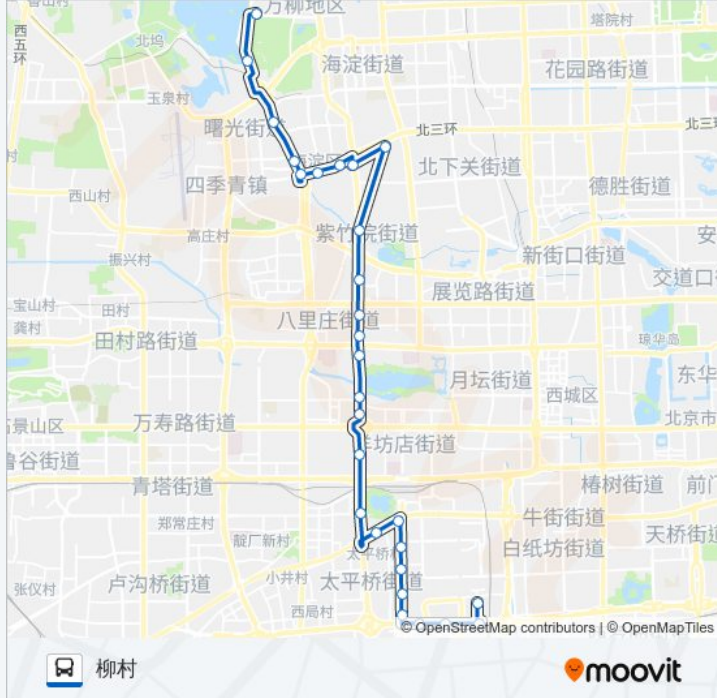 万柳地区
塔院村
西五环
北坞
海淀街道
花园路街道
玉泉村
曙光街道
北三环
北三环
村
海淀区
北下关街道
四季青镇
德胜街道
西山村
紫竹院街道
高庄村
安
新街口街道
振兴村
交道口
展览路街道
宝山村
田村
八里庄街道
龚村
琼华岛
田村路街道
月坛街道
东华
西城区
万寿路街道
北京市
石景山区
羊坊店街道
鲁谷街道
青塔街道
椿树街道
前门
郑常庄村
牛街街道
靛厂新村
天桥街道
白纸坊街道
太平桥
小井村
太平桥街道
张仪村
卢沟桥街道
西局村
© OpenStreetMap contributors | © OpenMapTiles
柳村
moovit